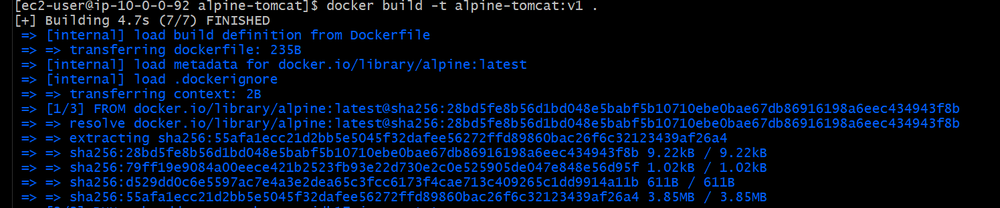 [ec2-user@ip-10-0-0-92 alpine-tomcat]$ docker build -t alpine-tomcat:v1 .
[+] Building 4.7s (7/7) FINISHED
=> [internal] load build definition from Dockerfile
=> => transferring dockerfile: 235B
=> [internal] load metadata for docker.io/library/alpine:latest
=> [internal] load .dockerignore
=> => transferring context: 2B
=> [1/3] FROM docker.io/library/alpine:latest@sha256:28bd5fe8b56d1bd048e5babf5b10710ebe0bae67db86916198a6eec434943f8b
=> => resolve docker.io/library/alpine:latest@sha256:28bd5fe8b56d1bd048e5babf5b10710ebe0bae67db86916198a6eec434943f8b
=> => extracting sha256:55afa1ecc21d2bb5e5045f32dafee56272ffd89860bac26f6c32123439af26a4
=> => sha256:28bd5fe8b56d1bd048e5babf5b10710ebe0bae67db86916198a6eec434943f8b 9.22kB / 9.22kB
=> => sha256:79ff19e9084a00eece421b2523fb93e22d730e2c0e525905de047e848e56d95f 1.02kB / 1.02kB
=> => sha256:d529dd0c6e5597ac7e4a3e2dea65c3fcc6173f4cae713c409265c1dd9914a11b 611B / 611B
=> => sha256:55afa1ecc21d2bb5e5045f32dafee56272ffd89860bac26f6c32123439af26a4 3.85MB / 3.85MB